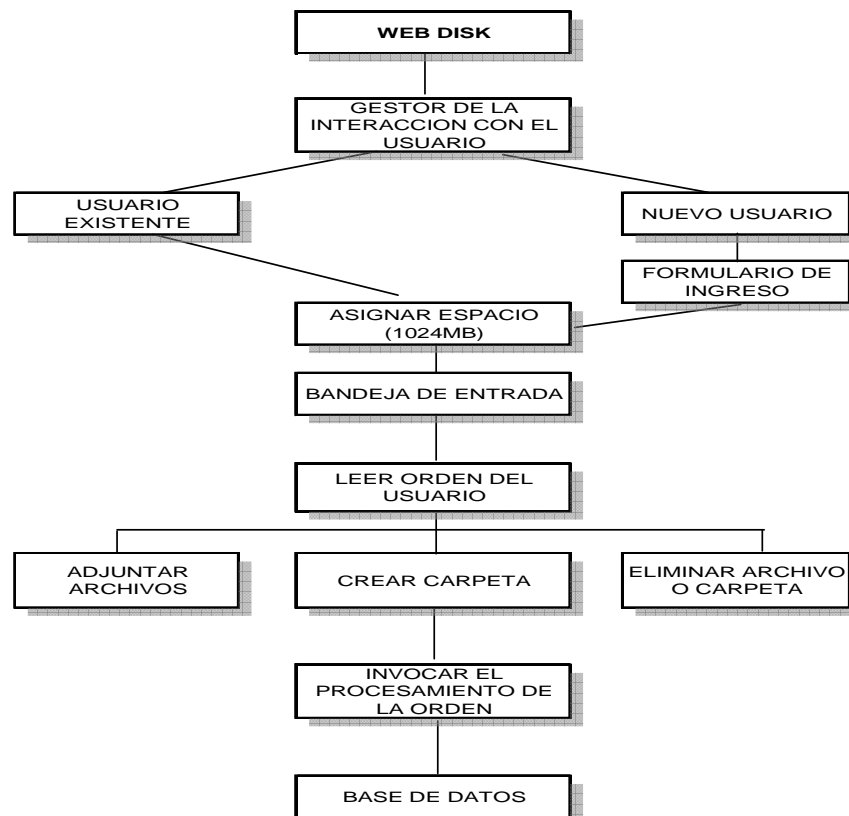 WEB DISK
GESTOR DE LA
INTERACCION CON EL
USUARIO
USUARIO
EXISTENTE
NUEVO USUARIO
FORMULARIO DE
INGRESO
ASIGNAR ESPACIO
(1024MB)
BANDEJA DE ENTRADA
LEER ORDEN DEL
USUARIO
ADJUNTAR
ARCHIVOS
CREAR CARPETA
ELIMINAR ARCHIVO
O CARPETA
INVOCAR EL
PROCESAMIENTO DE
LA ORDEN
BASE DE DATOS